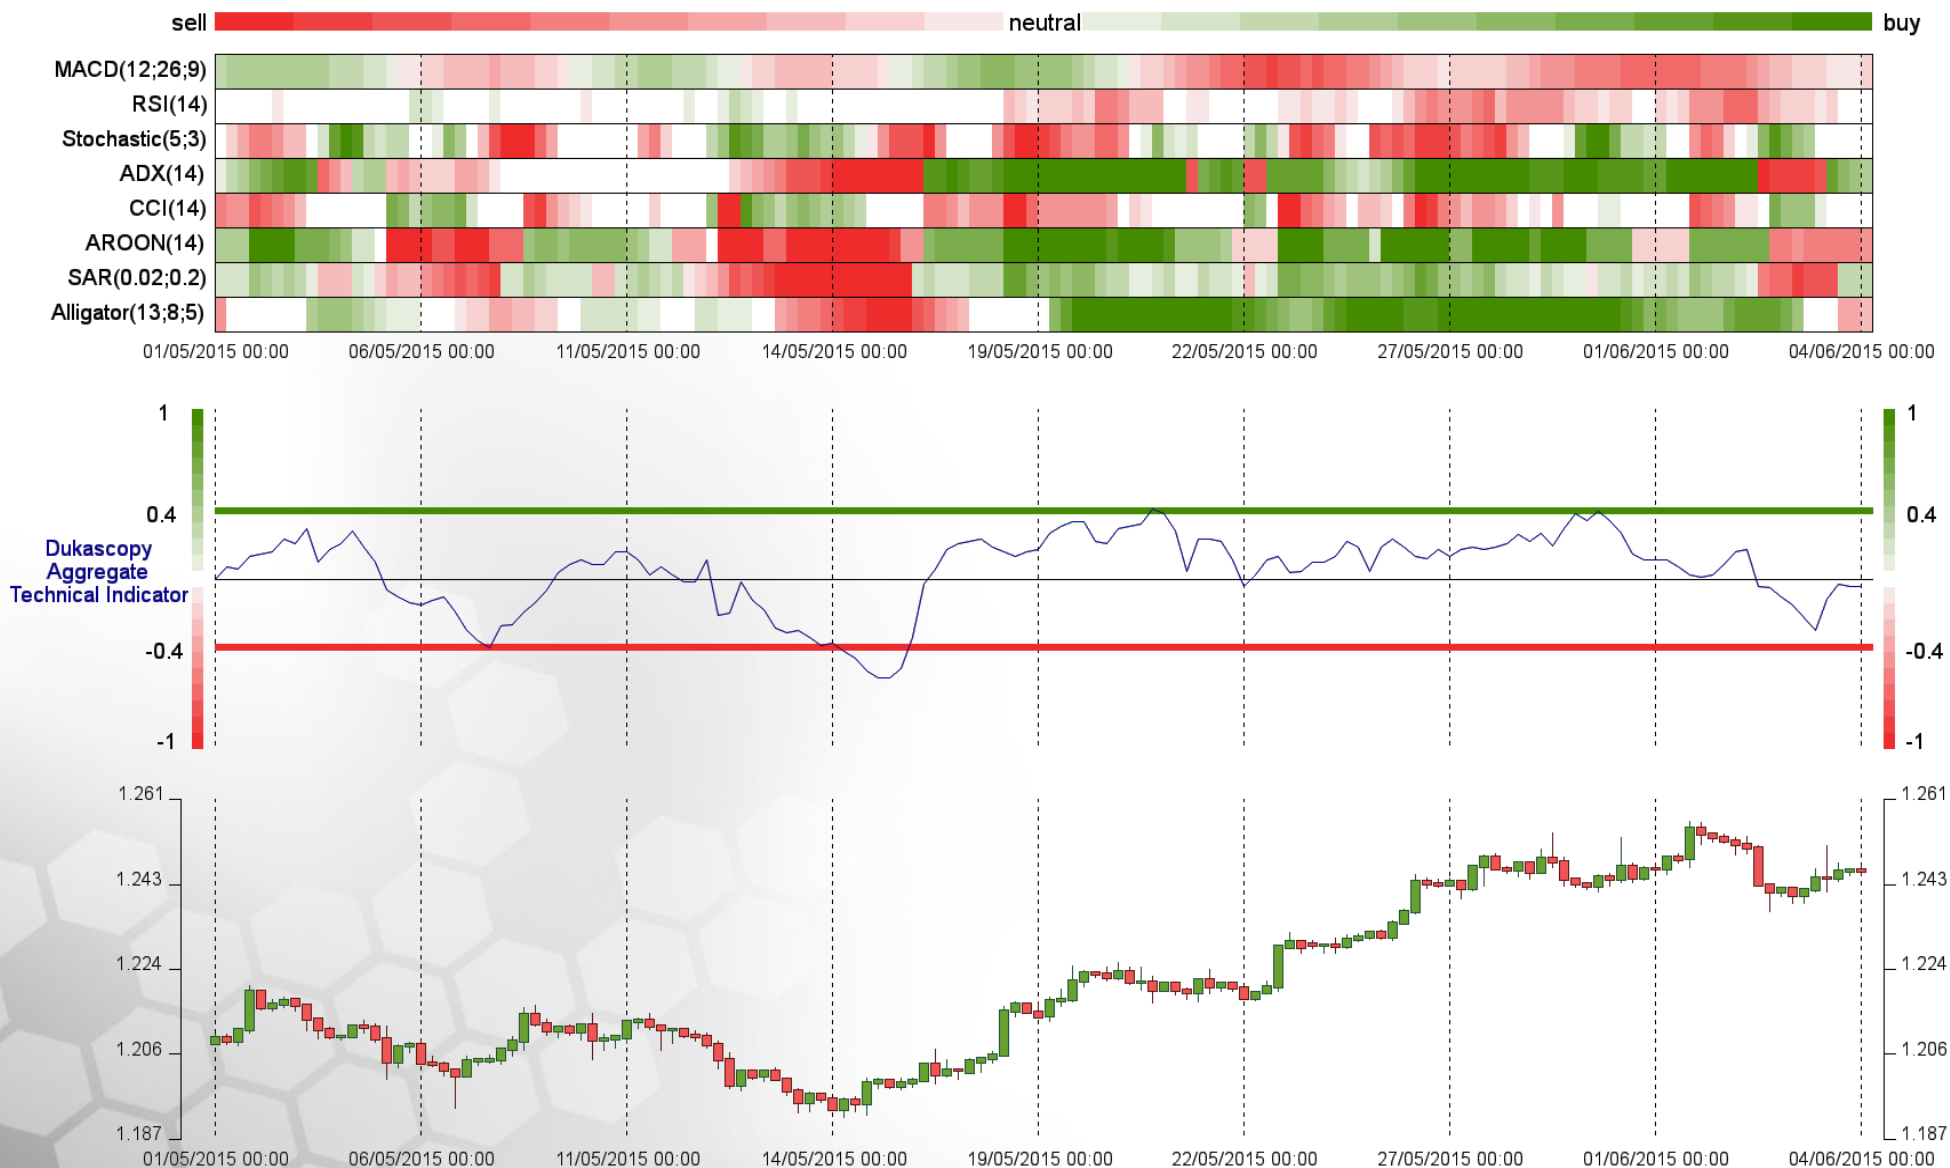 sell neutral buy
MACD(12;26;9)
RSI(14)
Stochastic(5;3)
ADX(14)
CCI(14)
AROON(14)
SAR(0.02;0.2)
Alligator(13;8;5)
01/05/2015 00:00 06/05/2015 00:00 11/05/2015 00:00 14/05/2015 00:00 19/05/2015 00:00 22/05/2015 00:00 27/05/2015 00:00 01/06/2015 00:00 04/06/2015 00:00
1 1
0.4 0.4
Dukascopy
Aggregate
Technical Indicator
-0.4 -0.4
-1 -1
1.261 1.261
1.243 1.243
1.224 1.224
1.206 1.206
1.187 1.187
01/05/2015 00:00 06/05/2015 00:00 11/05/2015 00:00 14/05/2015 00:00 19/05/2015 00:00 22/05/2015 00:00 27/05/2015 00:00 01/06/2015 00:00 04/06/2015 00:00